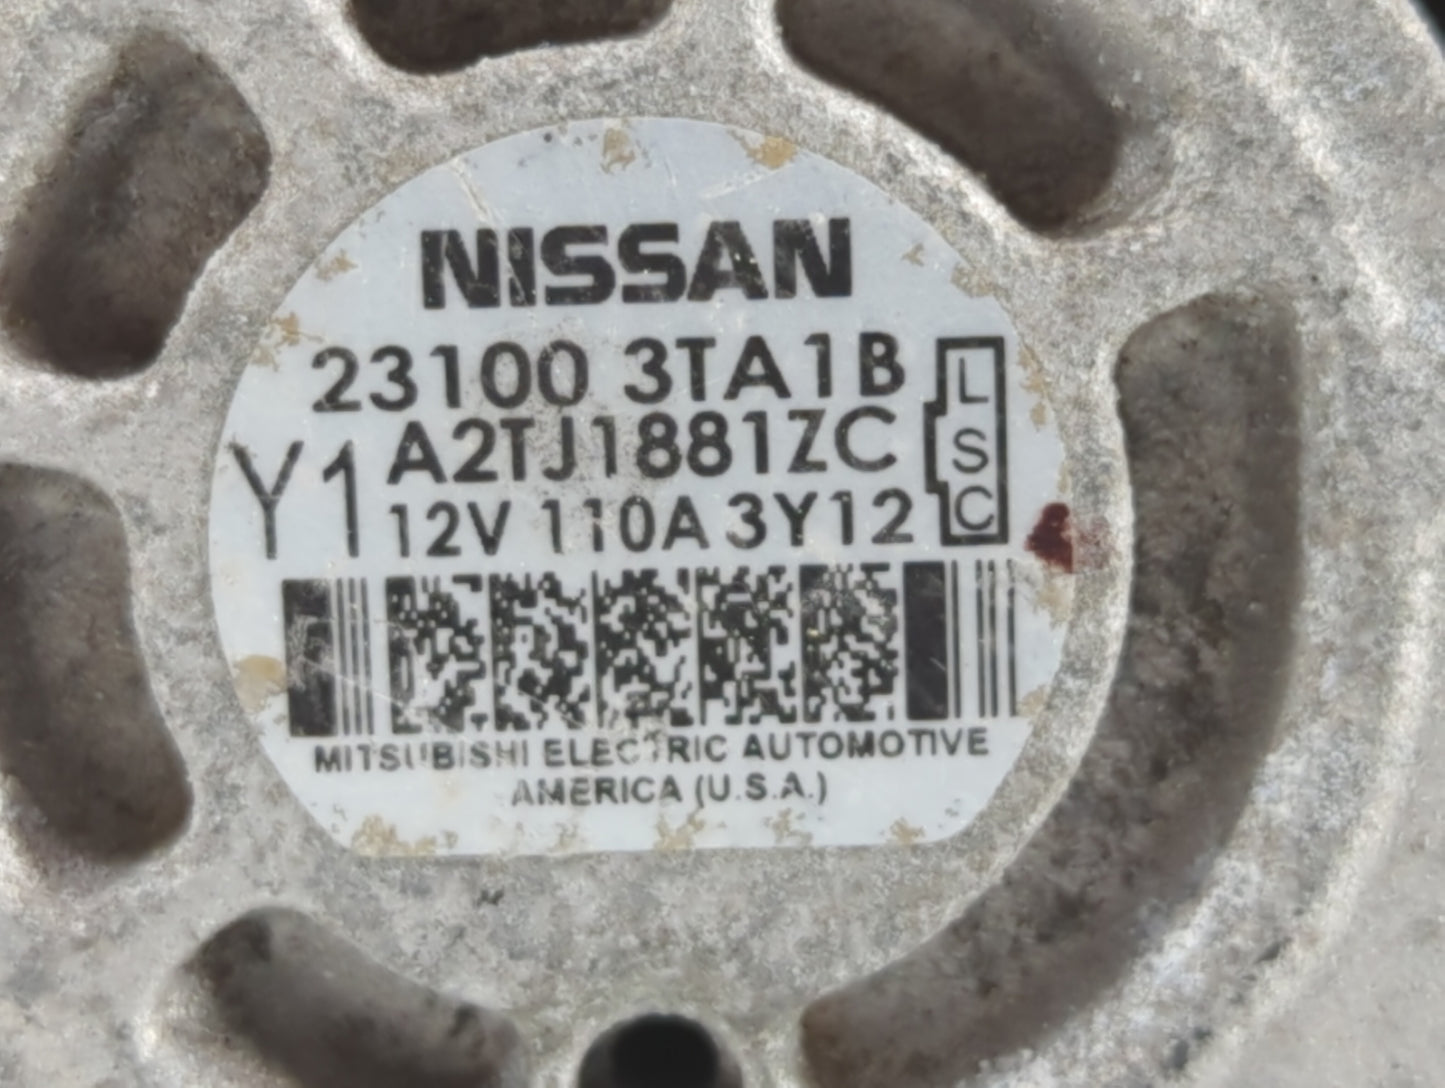 NISSAN
23100 3TA1B
A2TJ1881ZC
Y1
12V 110A 3Y12
L
S
C
MITSUBISHI ELECTRIC AUTOMOTIVE
AMERICA (U.S.A.)